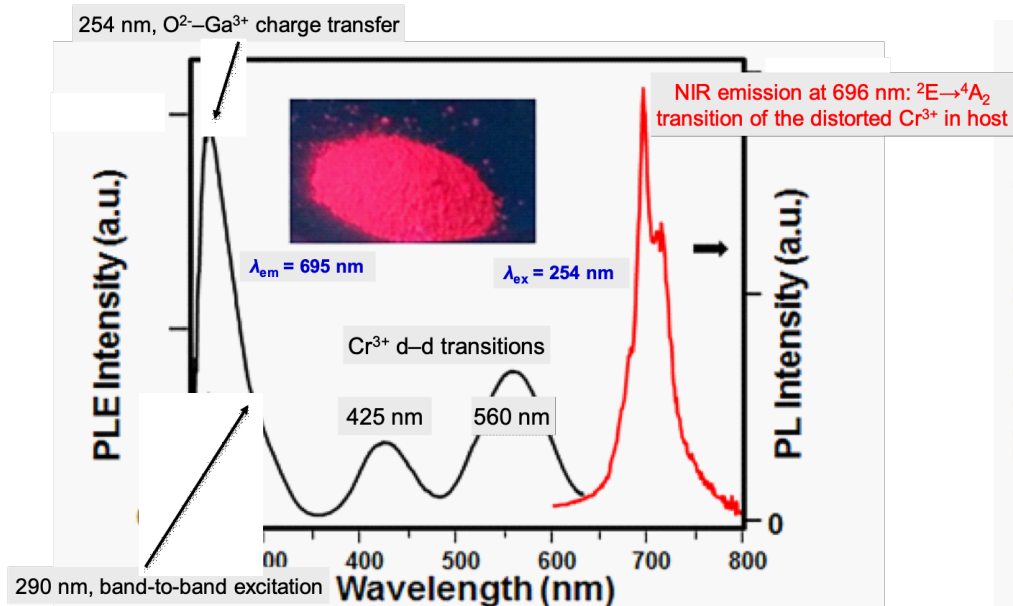 254 nm, O²⁻–Ga³⁺ charge transfer
NIR emission at 696 nm: ²E→⁴A₂
transition of the distorted Cr³⁺ in host
PLE Intensity (a.u.)
λem = 695 nm
λex = 254 nm
Cr³⁺ d–d transitions
425 nm
560 nm
PL Intensity (a.u.)
0
400
500
600
700
800
290 nm, band-to-band excitation
Wavelength (nm)